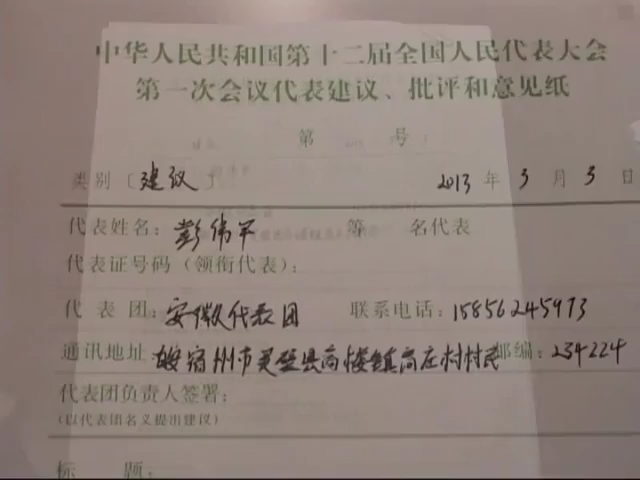 中华人民共和国第十二届全国人民代表大会
第一次会议代表建议、批评和意见纸
第 号:
类别〔建议〕 2013 年 3 月 3 日
代表姓名: 彭伟平 等 名代表
代表证号码(领衔代表):
代表团: 安徽代表团 联系电话: 15856245973
通讯地址 宿州市灵璧县高楼镇高庄村村民 邮编: 234224
代表团负责人签署:
(以代表团名义提出建议)
标 题: